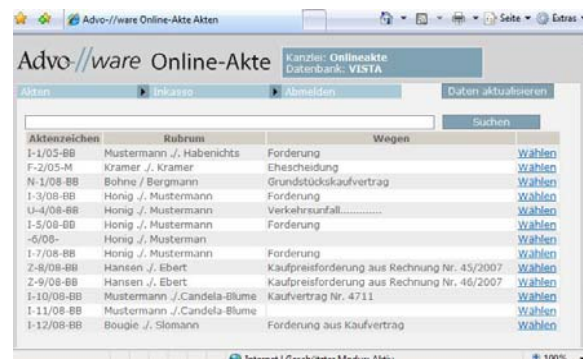 Advo-//ware Online-Akte Akten
Seite
Extras
Advo-//ware Online-Akte
Kanzlei: Onlineakte
Datenbank: VISTA
Akten Inkasso Abmelden Daten aktualisieren
Suchen
Aktenzeichen Rubrum Wegen
I-1/05-BB Mustermann ./. Habenichts Forderung Wählen
F-2/05-M Kramer ./. Kramer Ehescheidung Wählen
N-1/08-BB Bohne / Bergmann Grundstückskaufvertrag Wählen
I-3/08-BB Honig ./. Mustermann Forderung Wählen
U-4/08-BB Honig ./. Mustermann Verkehrsunfall............. Wählen
I-5/08-BB Honig ./. Mustermann Forderung Wählen
-6/08- Honig ./. Musterman Wählen
I-7/08-BB Honig ./. Mustermann Forderung Wählen
Z-8/08-BB Hansen ./. Ebert Kaufpreisforderung aus Rechnung Nr. 45/2007 Wählen
Z-9/08-BB Hansen ./. Ebert Kaufpreisforderung aus Rechnung Nr. 46/2007 Wählen
I-10/08-BB Mustermann ./.Candela-Blume Kaufvertrag Nr. 4711 Wählen
I-11/08-BB Mustermann ./.Candela-Blume Wählen
I-12/08-BB Bougie ./. Slomann Forderung aus Kaufvertrag Wählen
Internet | Geschützter Modus: Aktiv 100%